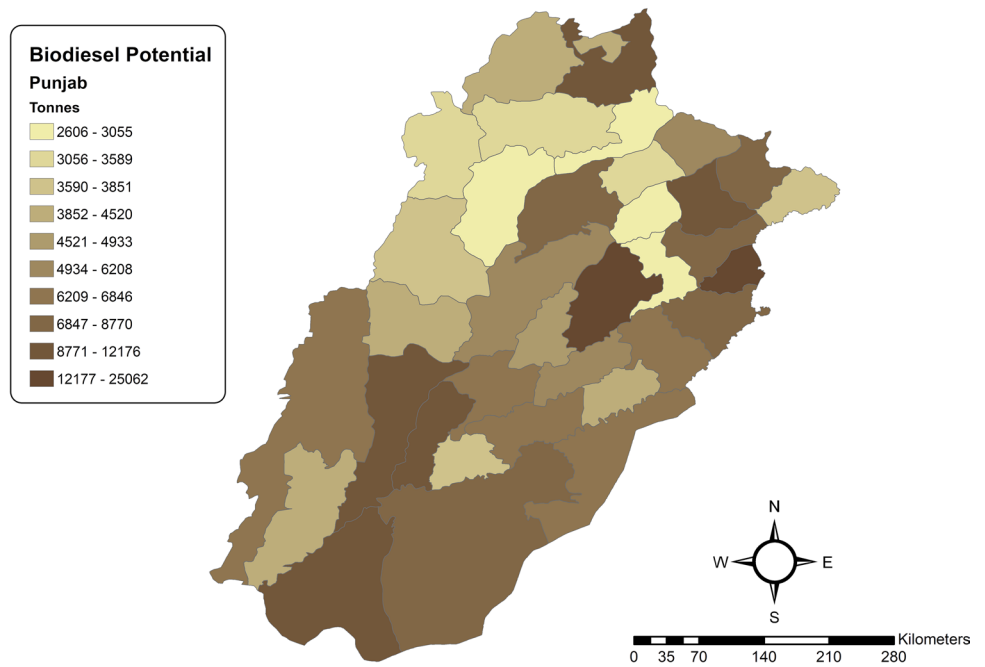 Biodiesel Potential
Punjab
Tonnes
2606 - 3055
3056 - 3589
3590 - 3851
3852 - 4520
4521 - 4933
4934 - 6208
6209 - 6846
6847 - 8770
8771 - 12176
12177 - 25062
N
W E
S
Kilometers
0 35 70 140 210 280